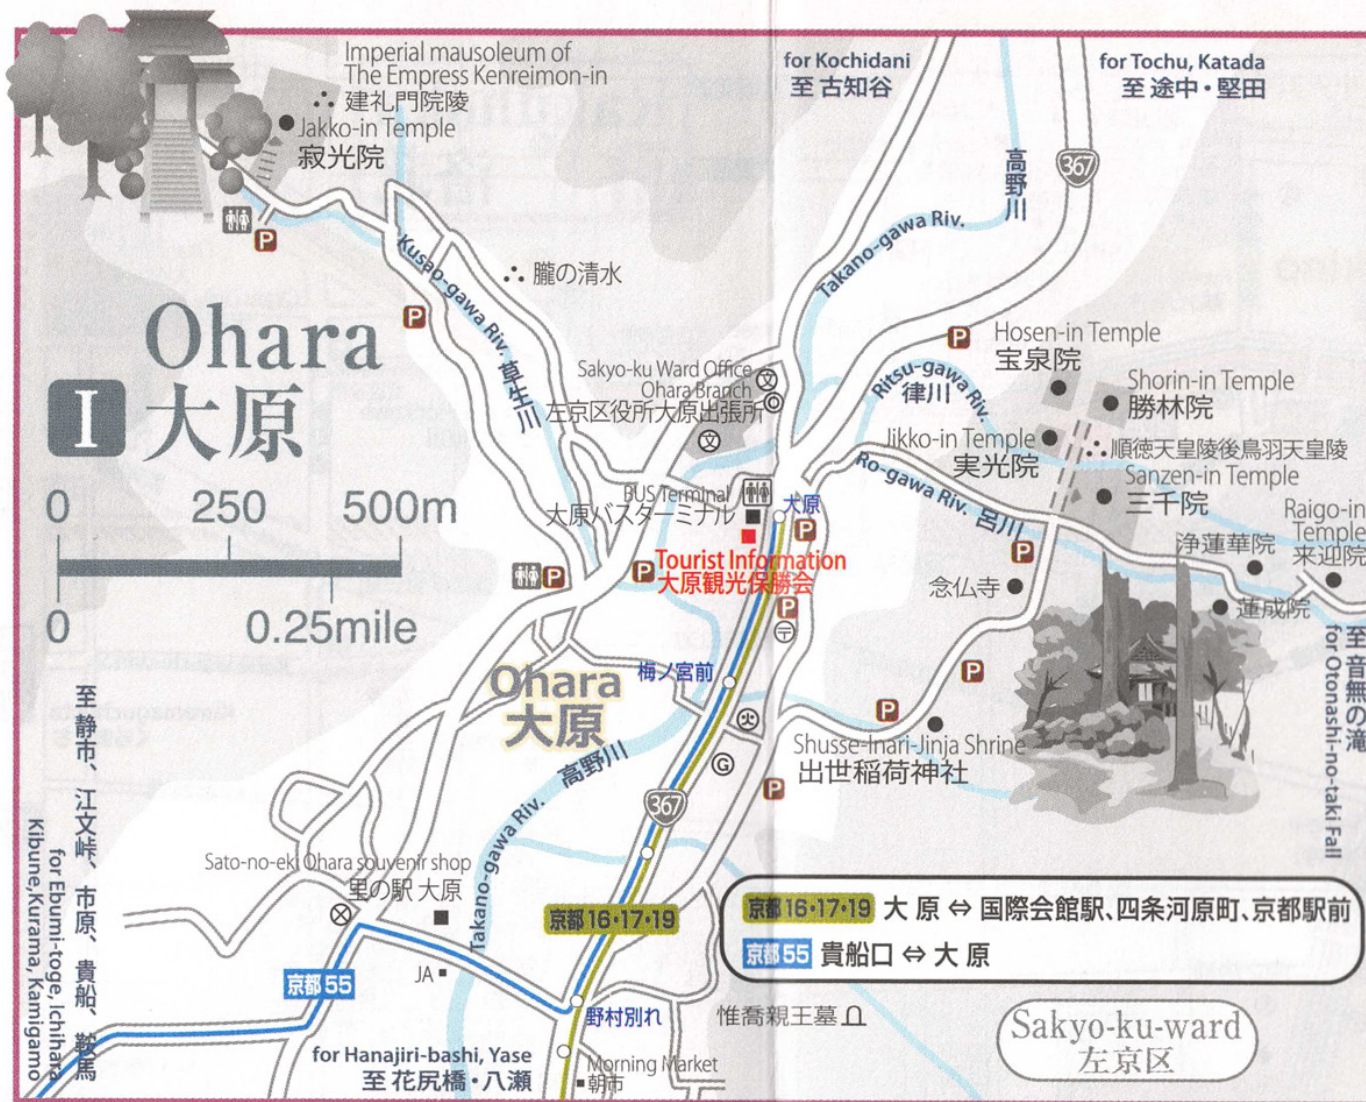 Imperial mausoleum of
The Empress Kenreimon-in
建礼門院陵
Jakko-in Temple
寂光院
for Kochidani
至 古知谷
for Tochu, Katada
至 途中・堅田
367
高野川
Takano-gawa Riv.
Kusao-gawa Riv. 草生川
朧の清水
P
P
Ohara
I 大原
0 250 500m
0 0.25mile
Sakyo-ku Ward Office
Ohara Branch
左京区役所大原出張所
文
文
P
Hosen-in Temple
宝泉院
Ritsu-gawa Riv.
律川
Shorin-in Temple
勝林院
Jikko-in Temple
実光院
順徳天皇陵後鳥羽天皇陵
Sanzen-in Temple
三千院
Ro-gawa Riv. 呂川
Raigo-in
Temple
来迎院
浄蓮華院
蓮成院
念仏寺
BUS Terminal
大原バスターミナル
大原
P
P
Tourist Information
大原観光保勝会
P
P
P
〒
至 音無の滝
for Otonashi-no-taki Fall
Ohara
大原
梅ノ宮前
火
G
P
P
P
Shusse-Inari-Jinja Shrine
出世稲荷神社
Takano-gawa Riv. 高野川
367
至 静市、江文峠、市原、貴船、鞍馬
for Ebumi-toge, Ichihara
Kibune,Kurama, Kamigamo
Sato-no-eki Ohara souvenir shop
里の駅 大原
JA
京都 55
京都 16・17・19
京都 16・17・19 大 原 ⇔ 国際会館駅、四条河原町、京都駅前
京都 55 貴船口 ⇔ 大 原
野村別れ
惟喬親王墓
for Hanajiri-bashi, Yase
至 花尻橋・八瀬
Morning Market
朝市
Sakyo-ku-ward
左京区